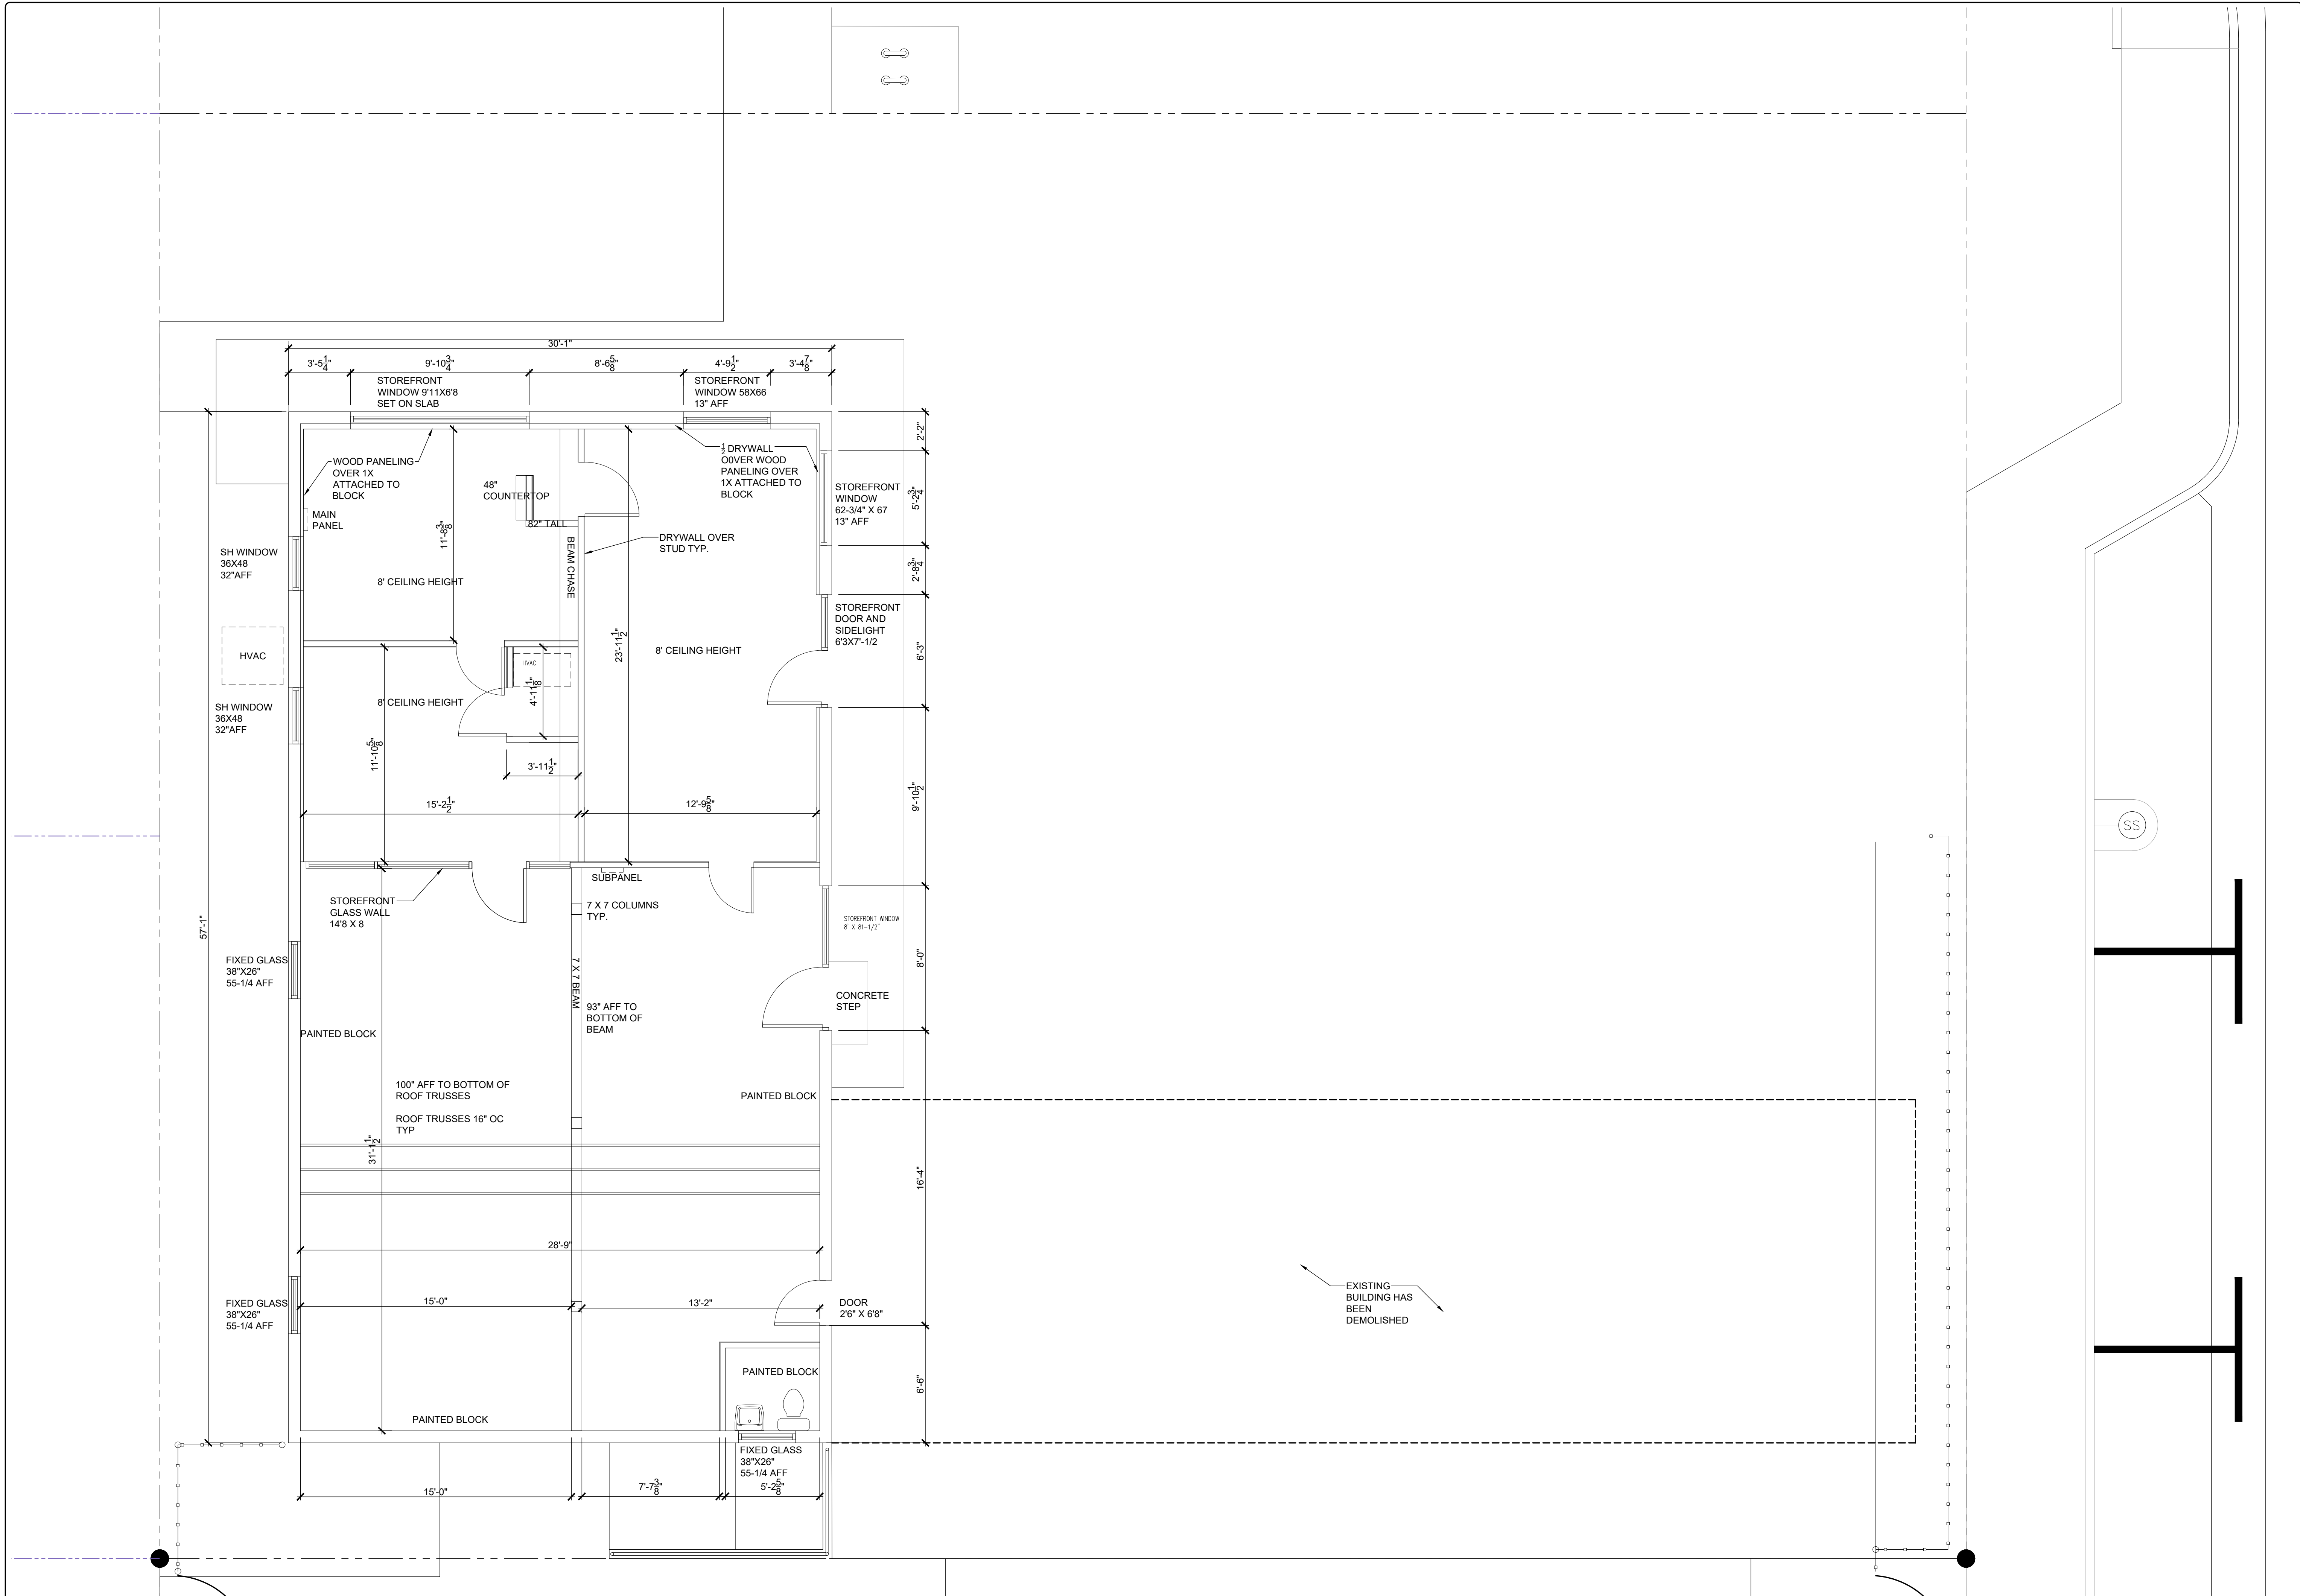 30'-1"
3'-5 1/4"
9'-10 3/4"
8'-6 5/8"
4'-9 1/2"
3'-4 7/8"
STOREFRONT
WINDOW 9'11X6'8
SET ON SLAB
STOREFRONT
WINDOW 58X66
13" AFF
2'-2"
WOOD PANELING
OVER 1X
ATTACHED TO
BLOCK
1/2 DRYWALL
O0VER WOOD
PANELING OVER
1X ATTACHED TO
BLOCK
48"
COUNTERTOP
STOREFRONT
WINDOW
62-3/4" X 67
13" AFF
5'-2 3/4"
MAIN
PANEL
82" TALL
11'-8 3/8"
DRYWALL OVER
STUD TYP.
BEAM CHASE
SH WINDOW
36X48
32"AFF
8' CEILING HEIGHT
2'-8 3/4"
STOREFRONT
DOOR AND
SIDELIGHT
6'3X7'-1/2
HVAC
HVAC
23'-11 1/2"
8' CEILING HEIGHT
6'-3"
4'-11 1/8"
8' CEILING HEIGHT
SH WINDOW
36X48
32"AFF
11'-10 5/8"
3'-11 1/2"
15'-2 1/2"
12'-9 5/8"
9'-10 1/2"
SS
SUBPANEL
STOREFRONT
GLASS WALL
14'8 X 8
7 X 7 COLUMNS
TYP.
STOREFRONT WINDOW
8' X 81-1/2"
57'-1"
FIXED GLASS
38"X26"
55-1/4 AFF
7 X 7 BEAM
8'-0"
CONCRETE
STEP
93" AFF TO
BOTTOM OF
BEAM
PAINTED BLOCK
100" AFF TO BOTTOM OF
ROOF TRUSSES
ROOF TRUSSES 16" OC
TYP
PAINTED BLOCK
31'-1 1/2"
16'-4"
28'-9"
FIXED GLASS
38"X26"
55-1/4 AFF
15'-0"
13'-2"
DOOR
2'6" X 6'8"
EXISTING
BUILDING HAS
BEEN
DEMOLISHED
PAINTED BLOCK
6'-6"
PAINTED BLOCK
FIXED GLASS
38"X26"
55-1/4 AFF
15'-0"
7'-7 3/8"
5'-2 5/8"